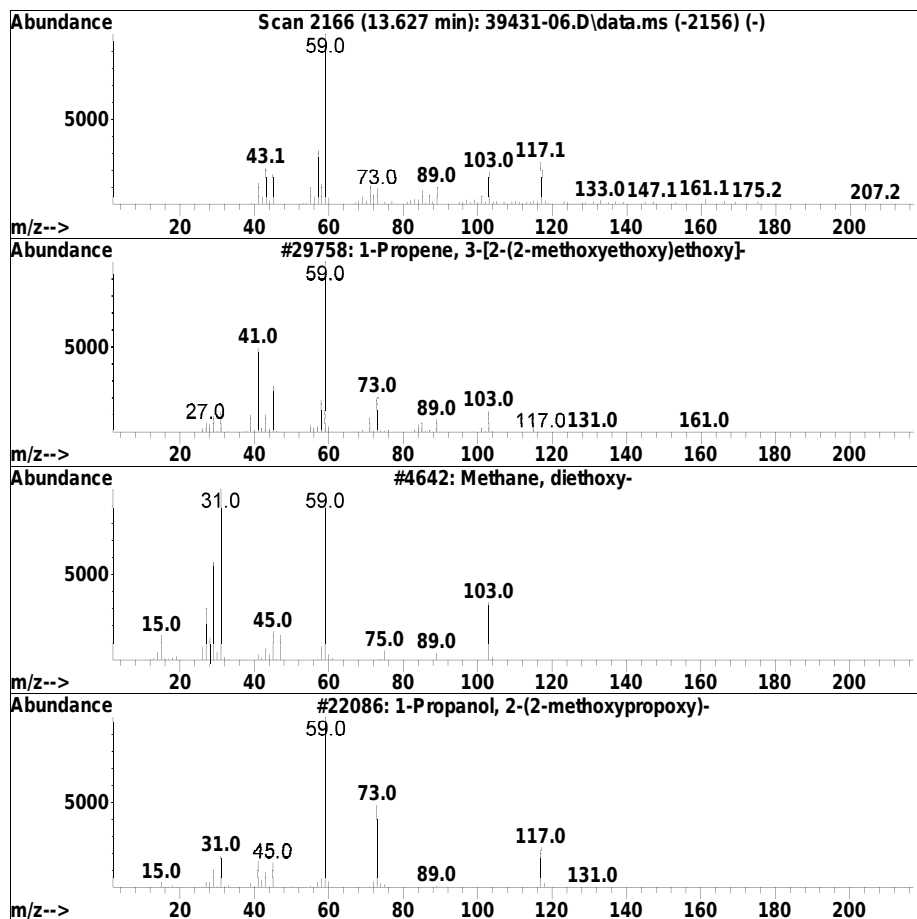 Abundance Scan 2166 (13.627 min): 39431-06.D\data.ms (-2156) (-)
59.0
5000
43.1 73.0 89.0 103.0 117.1 133.0 147.1 161.1 175.2 207.2
m/z--> 20 40 60 80 100 120 140 160 180 200
Abundance #29758: 1-Propene, 3-[2-(2-methoxyethoxy)ethoxy]-
59.0
5000 41.0
27.0 73.0 89.0 103.0 117.0 131.0 161.0
m/z--> 20 40 60 80 100 120 140 160 180 200
Abundance #4642: Methane, diethoxy-
31.0 59.0
5000 103.0
15.0 45.0 75.0 89.0
m/z--> 20 40 60 80 100 120 140 160 180 200
Abundance #22086: 1-Propanol, 2-(2-methoxypropoxy)-
59.0
5000 73.0
15.0 31.0 45.0 89.0 117.0 131.0
m/z--> 20 40 60 80 100 120 140 160 180 200